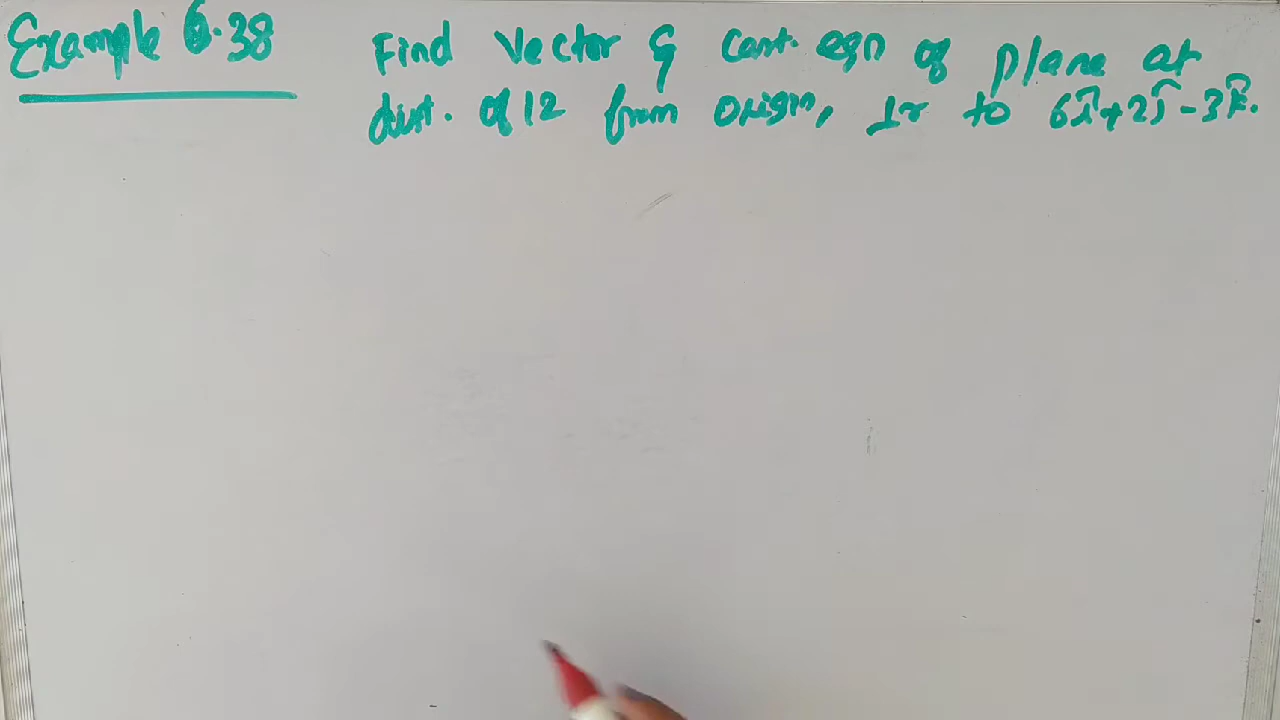 Example 6.38
Find Vector & Cart. eqn of plane at
dist. of 12 from origin, ⊥r to 6î+2ĵ-3k̂.